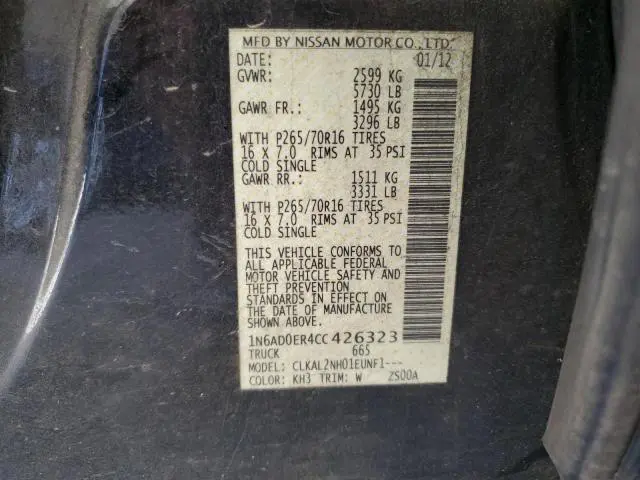 MFD BY NISSAN MOTOR CO., LTD.
DATE: 01/12
GVWR: 2599 KG
5730 LB
GAWR FR.: 1495 KG
3296 LB
WITH P265/70R16 TIRES
16 X 7.0 RIMS AT 35 PSI
COLD SINGLE
GAWR RR.: 1511 KG
3331 LB
WITH P265/70R16 TIRES
16 X 7.0 RIMS AT 35 PSI
COLD SINGLE
THIS VEHICLE CONFORMS TO
ALL APPLICABLE FEDERAL
MOTOR VEHICLE SAFETY AND
THEFT PREVENTION
STANDARDS IN EFFECT ON
THE DATE OF MANUFACTURE
SHOWN ABOVE.
1N6AD0ER4CC426323
TRUCK 665
MODEL: CLKAL2NH01EUNF1---
COLOR: KH3 TRIM: W 2S00A